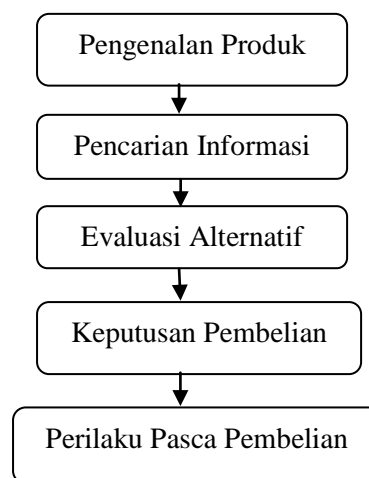 Pengenalan Produk
Pencarian Informasi
Evaluasi Alternatif
Keputusan Pembelian
Perilaku Pasca Pembelian